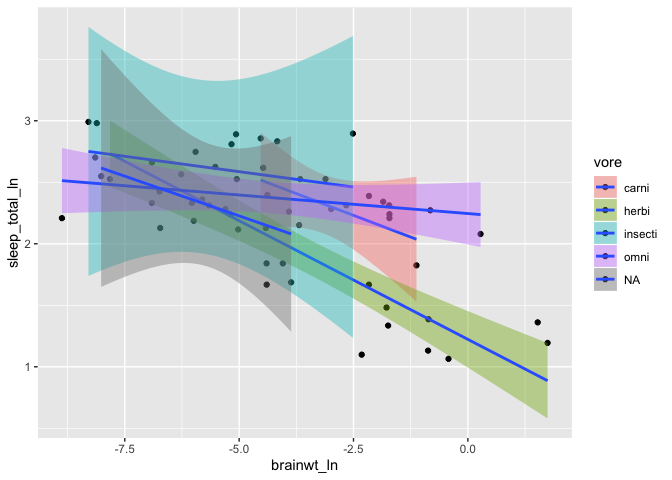 vore
carni
herbi
insecti
omni
NA
3
2
1
sleep_total_ln
-7.5
-5.0
-2.5
0.0
brainwt_ln